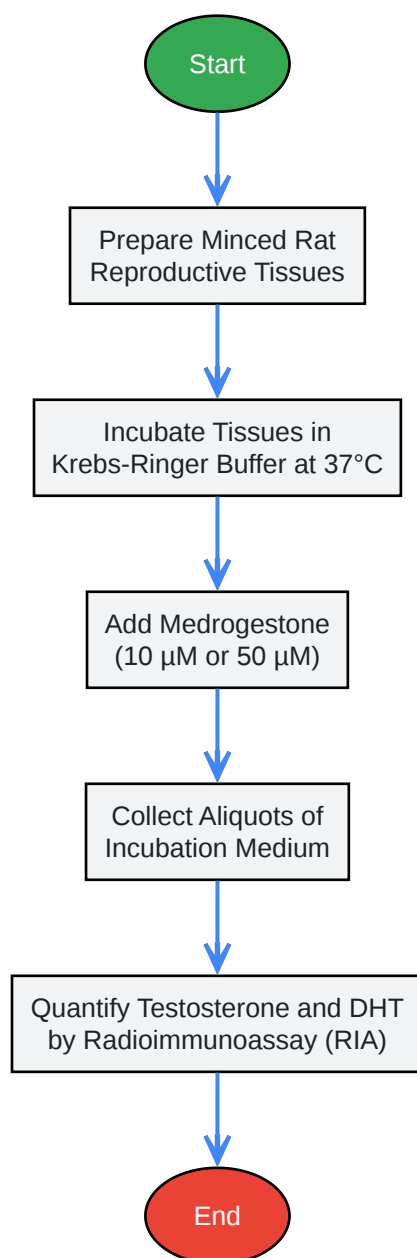 Start
Prepare Minced Rat
Reproductive Tissues
Incubate Tissues in
Krebs-Ringer Buffer at 37°C
Add Medrogestone
(10 µM or 50 µM)
Collect Aliquots of
Incubation Medium
Quantify Testosterone and DHT
by Radioimmunoassay (RIA)
End